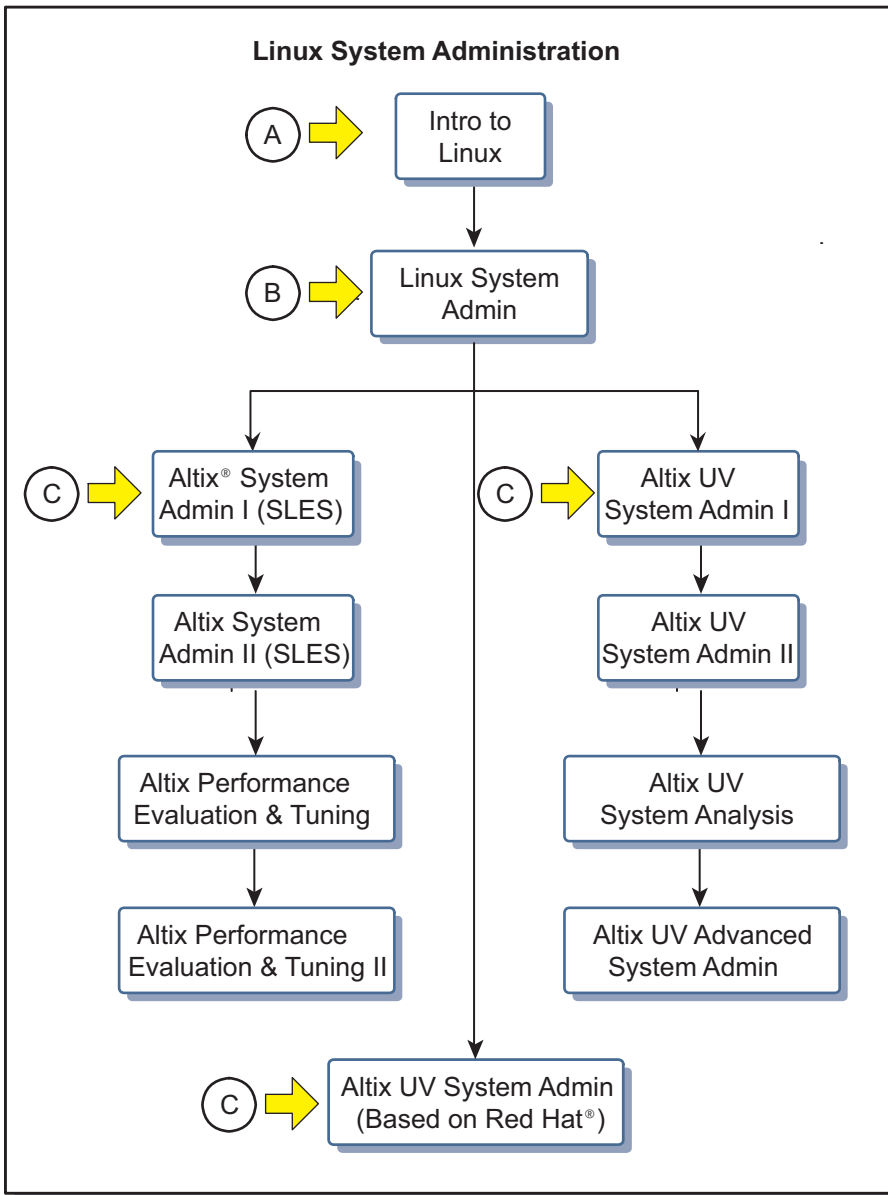 Linux System Administration
A
Intro to
Linux
B
Linux System
Admin
C
Altix® System
Admin I (SLES)
C
Altix UV
System Admin I
Altix System
Admin II (SLES)
Altix UV
System Admin II
Altix Performance
Evaluation & Tuning
Altix UV
System Analysis
Altix Performance
Evaluation & Tuning II
Altix UV Advanced
System Admin
C
Altix UV System Admin
(Based on Red Hat®)